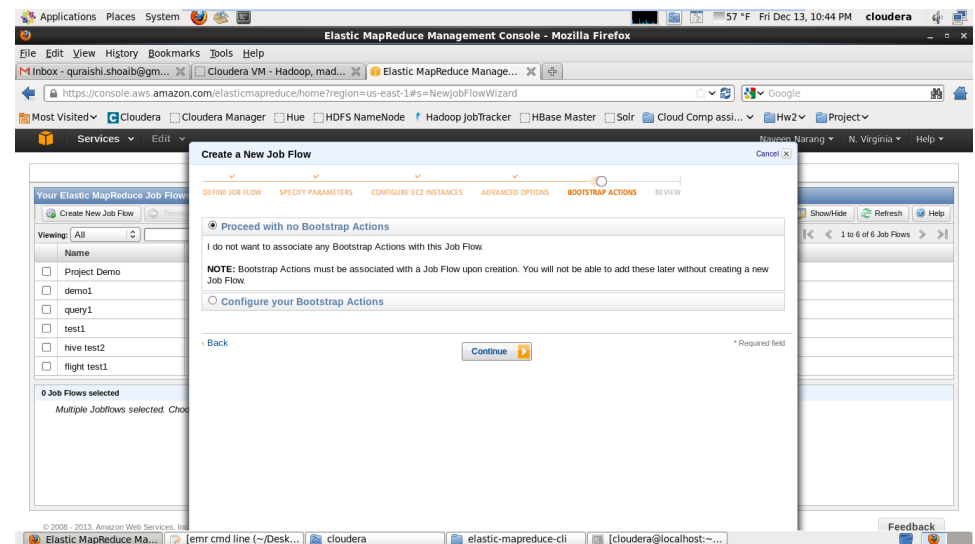 Applications Places System 57 °F Fri Dec 13, 10:44 PM cloudera
Elastic MapReduce Management Console - Mozilla Firefox
File Edit View History Bookmarks Tools Help
Inbox - quraishi.shoaib@gm... Cloudera VM - Hadoop, mad... Elastic MapReduce Manage...
https://console.aws.amazon.com/elasticmapreduce/home?region=us-east-1#s=NewJobFlowWizard Google
Most Visited Cloudera Cloudera Manager Hue HDFS NameNode Hadoop JobTracker HBase Master Solr Cloud Comp assi... Hw2 Project
Services Edit Naveen Narang N. Virginia Help
Create a New Job Flow Cancel X
DEFINE JOB FLOW SPECIFY PARAMETERS CONFIGURE EC2 INSTANCES ADVANCED OPTIONS BOOTSTRAP ACTIONS REVIEW
Your Elastic MapReduce Job Flows
Create New Job Flow Show/Hide Refresh Help
Viewing: All 1 to 6 of 6 Job Flows
Name
Project Demo
demo1
query1
test1
hive test2
flight test1
Proceed with no Bootstrap Actions
I do not want to associate any Bootstrap Actions with this Job Flow.
NOTE: Bootstrap Actions must be associated with a Job Flow upon creation. You will not be able to add these later without creating a new
Job Flow.
Configure your Bootstrap Actions
‹ Back Continue * Required field
0 Job Flows selected
Multiple Jobflows selected. Choo
© 2008 - 2013, Amazon Web Services, Inc Feedback
Elastic MapReduce Ma... [emr cmd line (~/Desk... cloudera elastic-mapreduce-cli [cloudera@localhost:~...